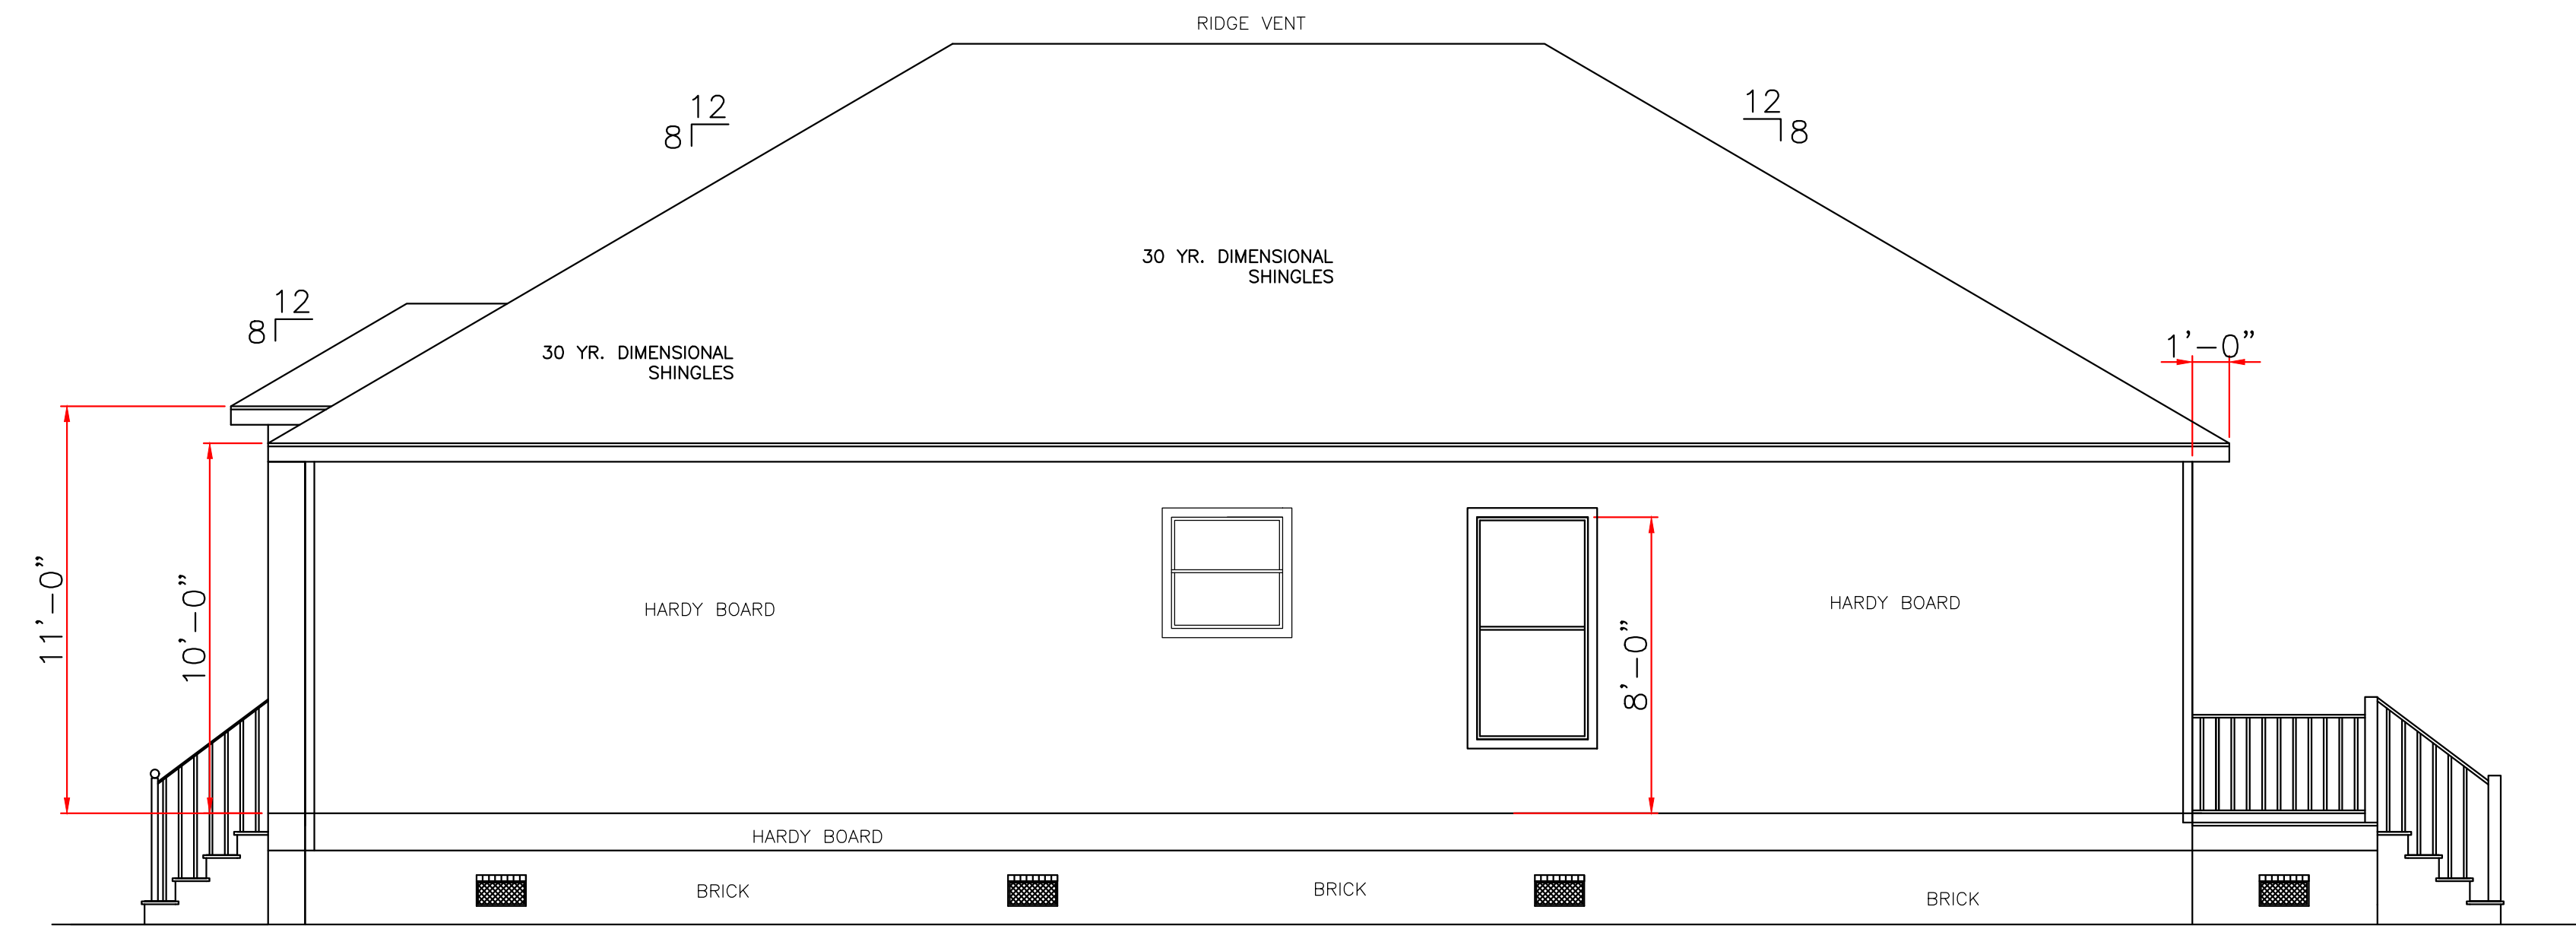 RIDGE VENT
12
8
12
8
30 YR. DIMENSIONAL
SHINGLES
12
8
30 YR. DIMENSIONAL
SHINGLES
1'-0"
11'-0"
10'-0"
8'-0"
HARDY BOARD
HARDY BOARD
HARDY BOARD
BRICK
BRICK
BRICK